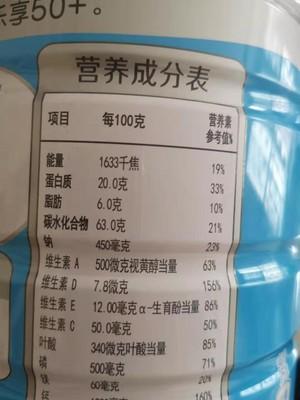 乐享50+。
营养成分表
项目 每100克 营养素参考值%
能量 1633千焦 19%
蛋白质 20.0克 33%
脂肪 6.0克 10%
碳水化合物 63.0克 21%
钠 450毫克 23%
维生素 A 500微克视黄醇当量 63%
维生素 D 7.8微克 156%
维生素 E 12.00毫克 α-生育酚当量 86%
维生素 C 50.0毫克 50%
叶酸 340微克叶酸当量 85%
磷 500毫克 71%
镁 60毫克 20%
钙 160%